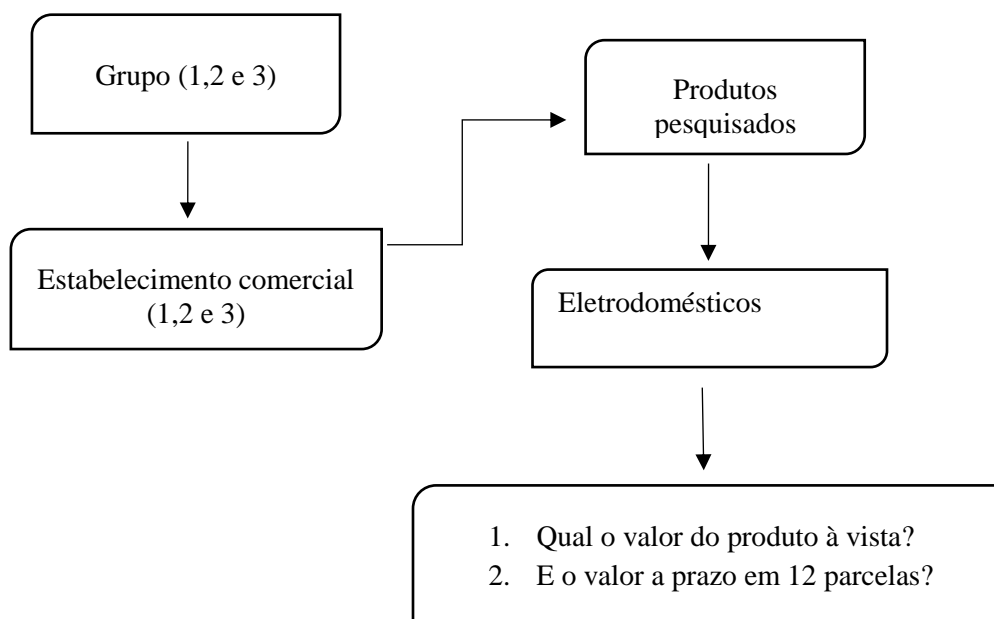 Grupo (1,2 e 3)
Estabelecimento comercial
(1,2 e 3)
Produtos
pesquisados
Eletrodomésticos
1. Qual o valor do produto à vista?
2. E o valor a prazo em 12 parcelas?